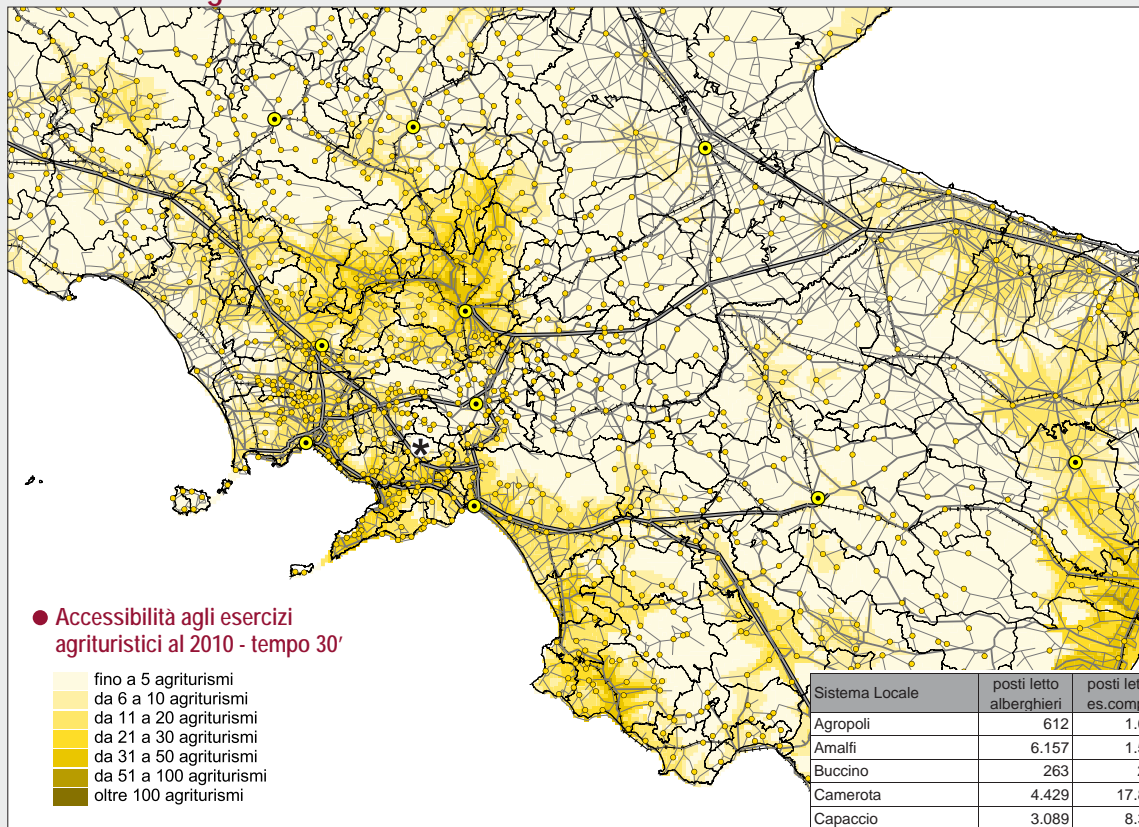 ● Accessibilità agli esercizi
agrituristici al 2010 - tempo 30'
fino a 5 agriturismi
da 6 a 10 agriturismi
da 11 a 20 agriturismi
da 21 a 30 agriturismi
da 31 a 50 agriturismi
da 51 a 100 agriturismi
oltre 100 agriturismi
*
Sistema Locale posti letto alberghieri posti
Agropoli 612
Amalfi 6.157
Buccino 263
Camerota 4.429
Capaccio 3.089